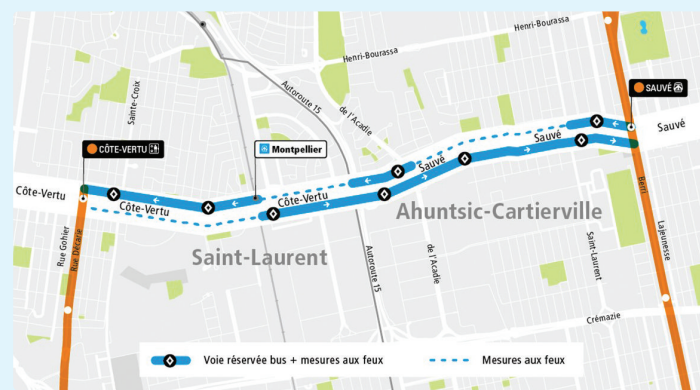 Henri-Bourassa
Henri-Bourassa
Sainte-Croix
Autoroute 15
de l'Acadie
SAUVÉ
Sauvé
CÔTE-VERTU
Montpellier
Sauvé
Sauvé
Côte-Vertu
Côte-Vertu
Côte-Vertu
Berri
Ahuntsic-Cartierville
Saint-Laurent
Rue Gohier
Rue Décarie
Autoroute 15
de l'Acadie
Saint-Laurent
Lajeunesse
Crémazie
Voie réservée bus + mesures aux feux
Mesures aux feux